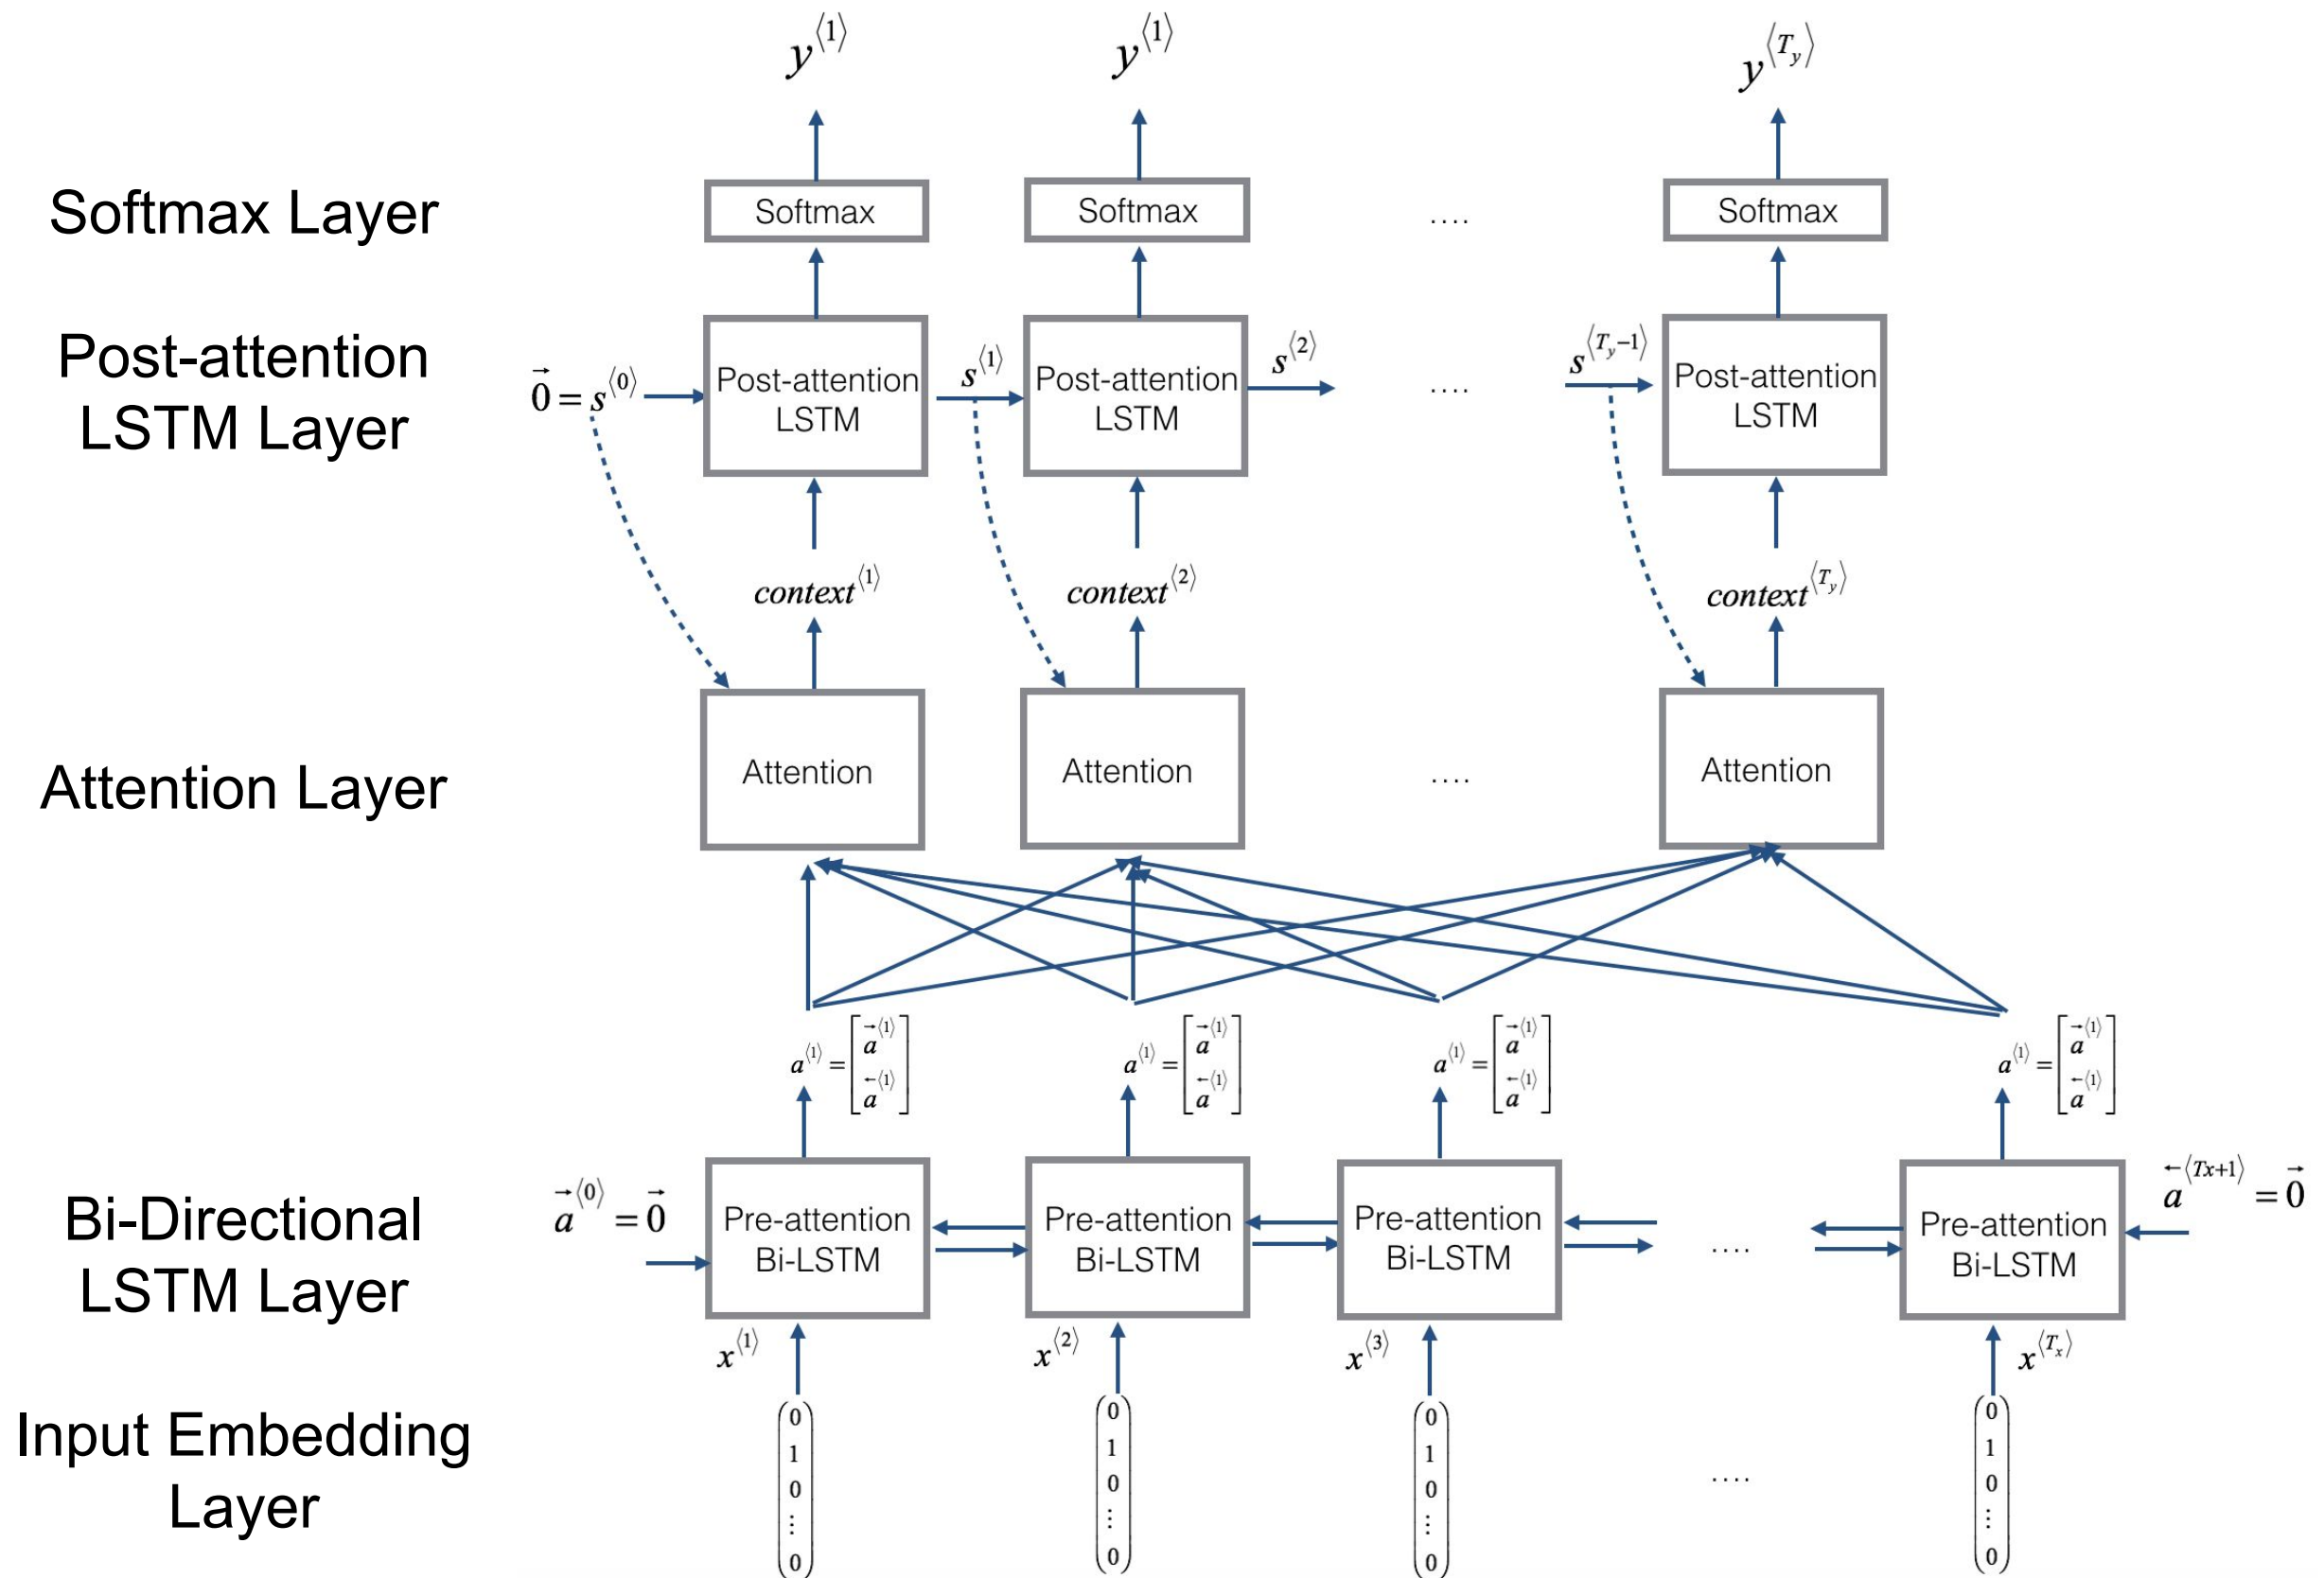 y⟨1⟩ y⟨1⟩ y⟨T_y⟩
Softmax Layer
Softmax Softmax .... Softmax
Post-attention
LSTM Layer
0⃗ = s⟨0⟩
Post-attention
LSTM
s⟨1⟩
Post-attention
LSTM
s⟨2⟩
....
s⟨T_y−1⟩
Post-attention
LSTM
context⟨1⟩ context⟨2⟩ context⟨T_y⟩
Attention Layer
Attention Attention .... Attention
a⟨1⟩ = [a→⟨1⟩ a←⟨1⟩]
a⟨1⟩ = [a→⟨1⟩ a←⟨1⟩]
a⟨1⟩ = [a→⟨1⟩ a←⟨1⟩]
a⟨1⟩ = [a→⟨1⟩ a←⟨1⟩]
Bi-Directional
LSTM Layer
a→⟨0⟩ = 0⃗
Pre-attention
Bi-LSTM
Pre-attention
Bi-LSTM
Pre-attention
Bi-LSTM
....
Pre-attention
Bi-LSTM
a←⟨Tx+1⟩ = 0⃗
x⟨1⟩ x⟨2⟩ x⟨3⟩ x⟨T_x⟩
Input Embedding
Layer
0 0 0 0
1 1 1 1
0 0 0 .... 0
⋮ ⋮ ⋮ ⋮
0 0 0 0